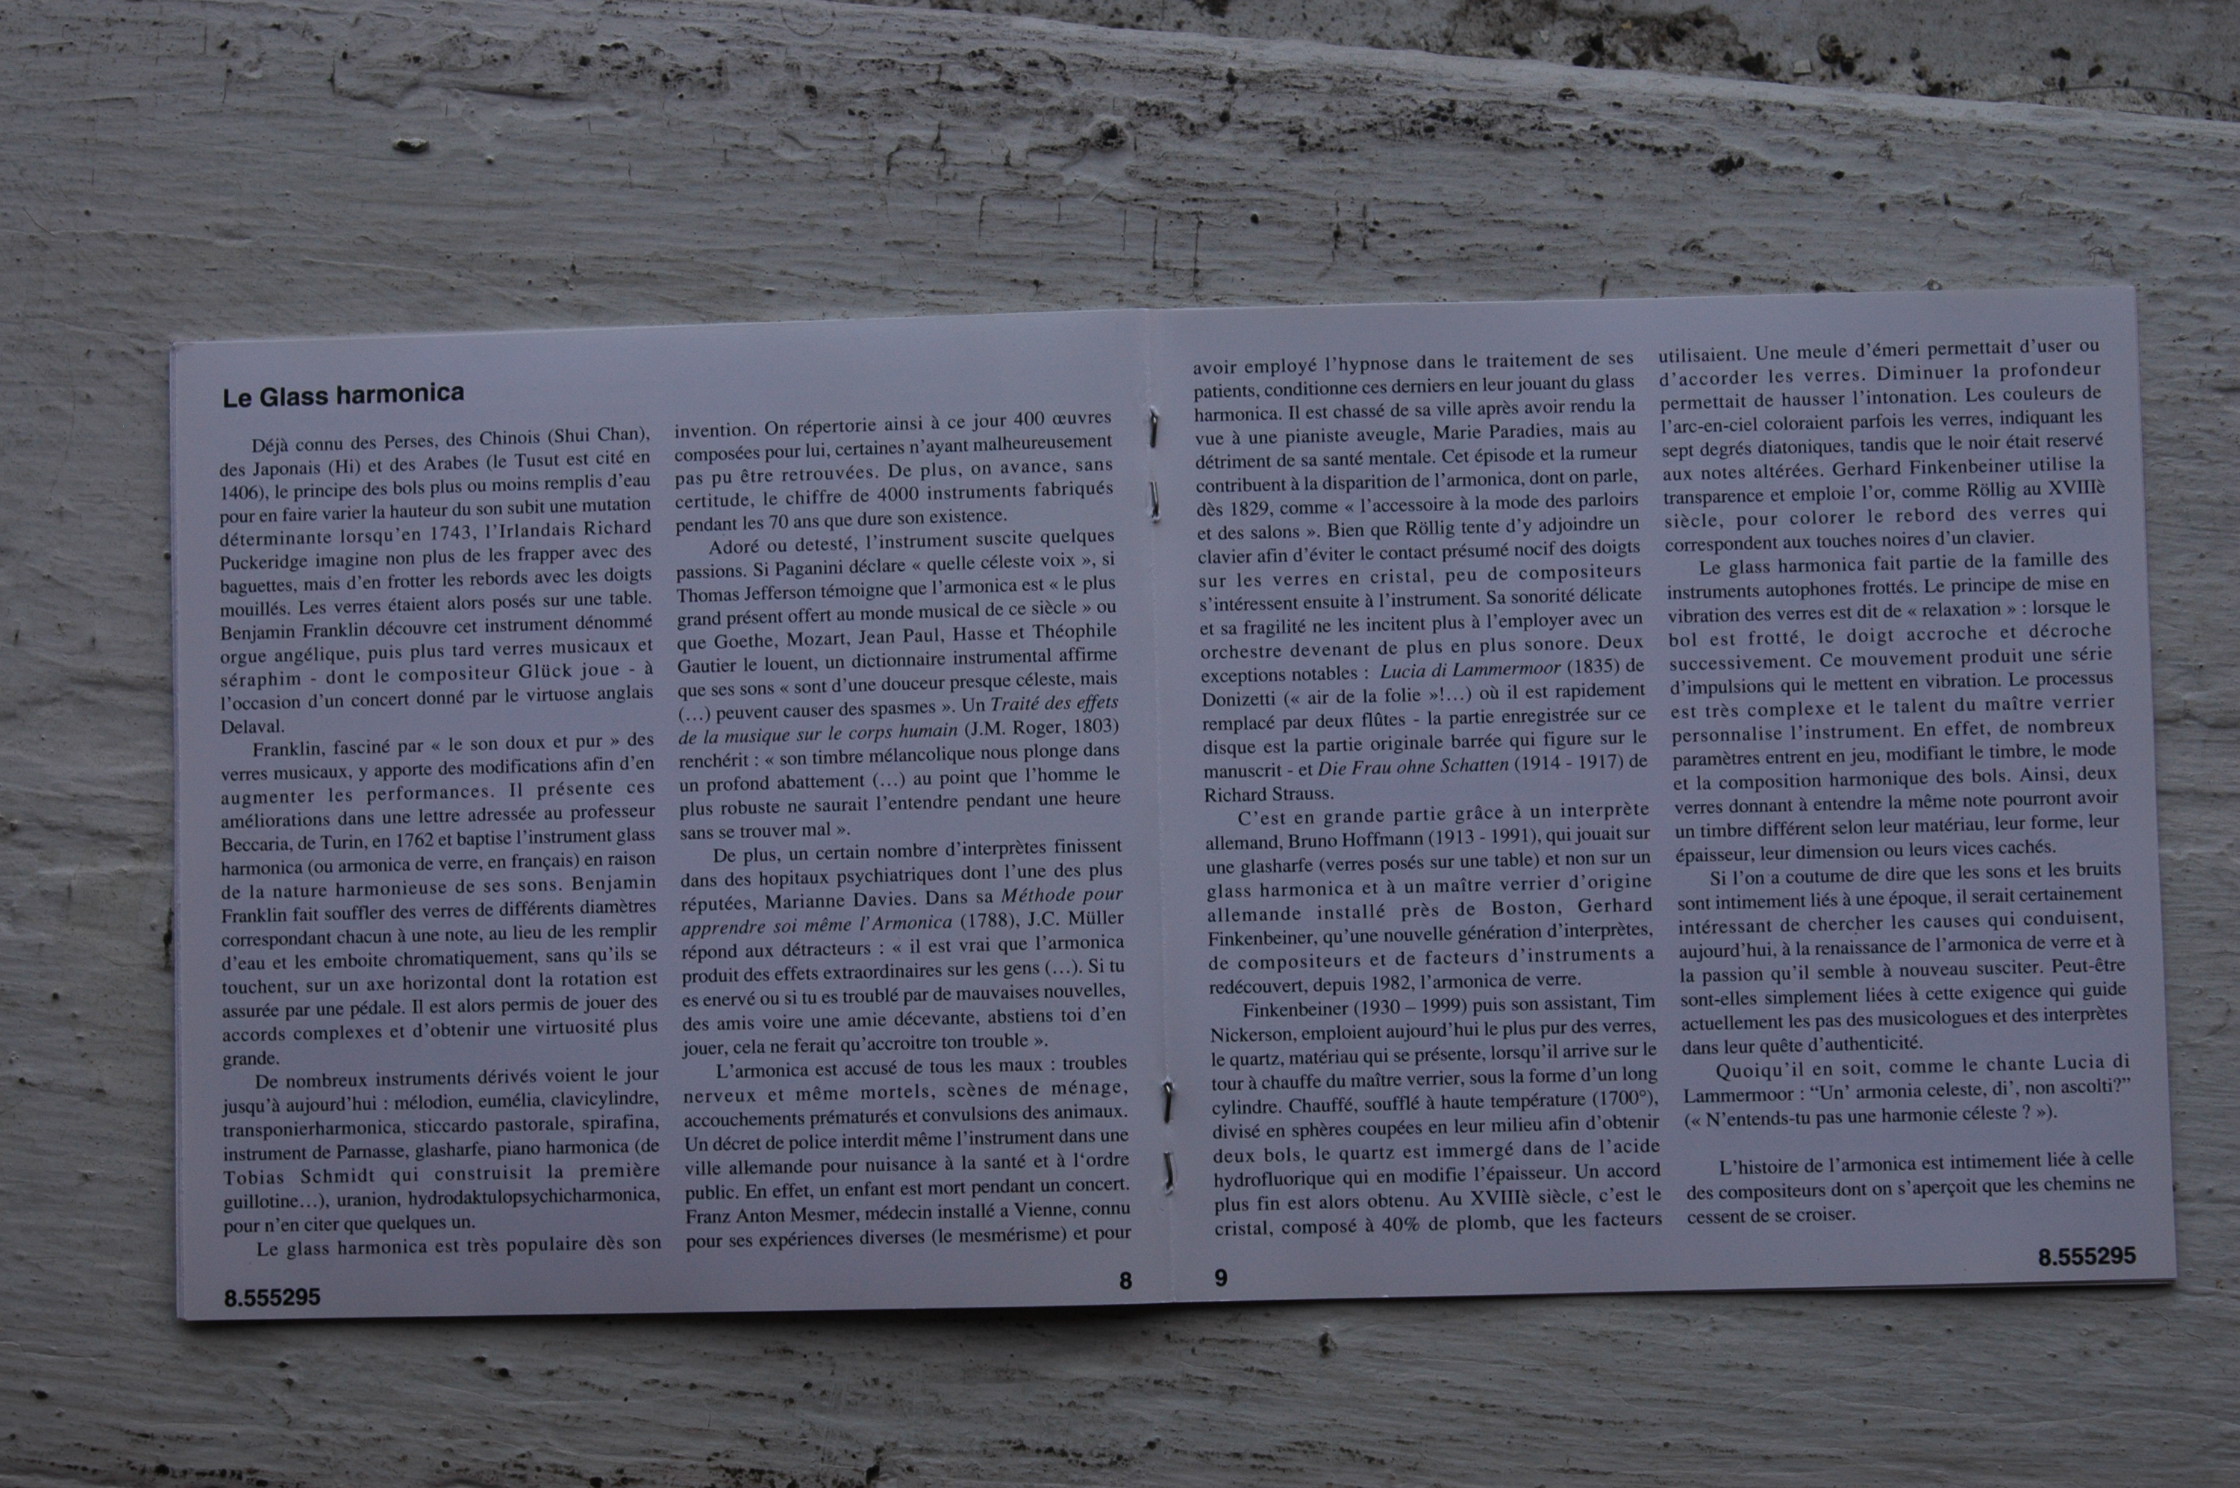 Le Glass harmonica
Déjà connu des Perses, des Chinois (Shui Chan),
des Japonais (Hi) et des Arabes (le Tusut est cité en
1406), le principe des bols plus ou moins remplis d'eau
pour en faire varier la hauteur du son subit une mutation
déterminante lorsqu'en 1743, l'Irlandais Richard
Puckeridge imagine non plus de les frapper avec des
baguettes, mais d'en frotter les rebords avec les doigts
mouillés. Les verres étaient alors posés sur une table.
Benjamin Franklin découvre cet instrument dénommé
orgue angélique, puis plus tard verres musicaux et
séraphim - dont le compositeur Glück joue - à
l'occasion d'un concert donné par le virtuose anglais
Delaval.
Franklin, fasciné par « le son doux et pur » des
verres musicaux, y apporte des modifications afin d'en
augmenter les performances. Il présente ces
améliorations dans une lettre adressée au professeur
Beccaria, de Turin, en 1762 et baptise l'instrument glass
harmonica (ou armonica de verre, en français) en raison
de la nature harmonieuse de ses sons. Benjamin
Franklin fait souffler des verres de différents diamètres
correspondant chacun à une note, au lieu de les remplir
d'eau et les emboite chromatiquement, sans qu'ils se
touchent, sur un axe horizontal dont la rotation est
assurée par une pédale. Il est alors permis de jouer des
accords complexes et d'obtenir une virtuosité plus
grande.
De nombreux instruments dérivés voient le jour
jusqu'à aujourd'hui : mélodion, eumélia, clavicylindre,
transponierharmonica, sticcardo pastorale, spirafina,
instrument de Parnasse, glasharfe, piano harmonica (de
Tobias Schmidt qui construisit la première
guillotine…), uranion, hydrodaktulopsychicharmonica,
pour n'en citer que quelques un.
Le glass harmonica est très populaire dès son
invention. On répertorie ainsi à ce jour 400 œuvres
composées pour lui, certaines n'ayant malheureusement
pas pu être retrouvées. De plus, on avance, sans
certitude, le chiffre de 4000 instruments fabriqués
pendant les 70 ans que dure son existence.
Adoré ou detesté, l'instrument suscite quelques
passions. Si Paganini déclare « quelle céleste voix », si
Thomas Jefferson témoigne que l'armonica est « le plus
grand présent offert au monde musical de ce siècle » ou
que Goethe, Mozart, Jean Paul, Hasse et Théophile
Gautier le louent, un dictionnaire instrumental affirme
que ses sons « sont d'une douceur presque céleste, mais
(…) peuvent causer des spasmes ». Un Traité des effets
de la musique sur le corps humain (J.M. Roger, 1803)
renchérit : « son timbre mélancolique nous plonge dans
un profond abattement (…) au point que l'homme le
plus robuste ne saurait l'entendre pendant une heure
sans se trouver mal ».
De plus, un certain nombre d'interprètes finissent
dans des hopitaux psychiatriques dont l'une des plus
réputées, Marianne Davies. Dans sa Méthode pour
apprendre soi même l'Armonica (1788), J.C. Müller
répond aux détracteurs : « il est vrai que l'armonica
produit des effets extraordinaires sur les gens (…). Si tu
es enervé ou si tu es troublé par de mauvaises nouvelles,
des amis voire une amie décevante, abstiens toi d'en
jouer, cela ne ferait qu'accroitre ton trouble ».
L'armonica est accusé de tous les maux : troubles
nerveux et même mortels, scènes de ménage,
accouchements prématurés et convulsions des animaux.
Un décret de police interdit même l'instrument dans une
ville allemande pour nuisance à la santé et à l'ordre
public. En effet, un enfant est mort pendant un concert.
Franz Anton Mesmer, médecin installé a Vienne, connu
pour ses expériences diverses (le mesmérisme) et pour
8.555295
8
avoir employé l'hypnose dans le traitement de ses
patients, conditionne ces derniers en leur jouant du glass
harmonica. Il est chassé de sa ville après avoir rendu la
vue à une pianiste aveugle, Marie Paradies, mais au
détriment de sa santé mentale. Cet épisode et la rumeur
contribuent à la disparition de l'armonica, dont on parle,
dès 1829, comme « l'accessoire à la mode des parloirs
et des salons ». Bien que Röllig tente d'y adjoindre un
clavier afin d'éviter le contact présumé nocif des doigts
sur les verres en cristal, peu de compositeurs
s'intéressent ensuite à l'instrument. Sa sonorité délicate
et sa fragilité ne les incitent plus à l'employer avec un
orchestre devenant de plus en plus sonore. Deux
exceptions notables : Lucia di Lammermoor (1835) de
Donizetti (« air de la folie »!…) où il est rapidement
remplacé par deux flûtes - la partie enregistrée sur ce
disque est la partie originale barrée qui figure sur le
manuscrit - et Die Frau ohne Schatten (1914 - 1917) de
Richard Strauss.
C'est en grande partie grâce à un interprète
allemand, Bruno Hoffmann (1913 - 1991), qui jouait sur
une glasharfe (verres posés sur une table) et non sur un
glass harmonica et à un maître verrier d'origine
allemande installé près de Boston, Gerhard
Finkenbeiner, qu'une nouvelle génération d'interprètes,
de compositeurs et de facteurs d'instruments a
redécouvert, depuis 1982, l'armonica de verre.
Finkenbeiner (1930 – 1999) puis son assistant, Tim
Nickerson, emploient aujourd'hui le plus pur des verres,
le quartz, matériau qui se présente, lorsqu'il arrive sur le
tour à chauffe du maître verrier, sous la forme d'un long
cylindre. Chauffé, soufflé à haute température (1700°),
divisé en sphères coupées en leur milieu afin d'obtenir
deux bols, le quartz est immergé dans de l'acide
hydrofluorique qui en modifie l'épaisseur. Un accord
plus fin est alors obtenu. Au XVIIIè siècle, c'est le
cristal, composé à 40% de plomb, que les facteurs
utilisaient. Une meule d'émeri permettait d'user ou
d'accorder les verres. Diminuer la profondeur
permettait de hausser l'intonation. Les couleurs de
l'arc-en-ciel coloraient parfois les verres, indiquant les
sept degrés diatoniques, tandis que le noir était reservé
aux notes altérées. Gerhard Finkenbeiner utilise la
transparence et emploie l'or, comme Röllig au XVIIIè
siècle, pour colorer le rebord des verres qui
correspondent aux touches noires d'un clavier.
Le glass harmonica fait partie de la famille des
instruments autophones frottés. Le principe de mise en
vibration des verres est dit de « relaxation » : lorsque le
bol est frotté, le doigt accroche et décroche
successivement. Ce mouvement produit une série
d'impulsions qui le mettent en vibration. Le processus
est très complexe et le talent du maître verrier
personnalise l'instrument. En effet, de nombreux
paramètres entrent en jeu, modifiant le timbre, le mode
et la composition harmonique des bols. Ainsi, deux
verres donnant à entendre la même note pourront avoir
un timbre différent selon leur matériau, leur forme, leur
épaisseur, leur dimension ou leurs vices cachés.
Si l'on a coutume de dire que les sons et les bruits
sont intimement liés à une époque, il serait certainement
intéressant de chercher les causes qui conduisent,
aujourd'hui, à la renaissance de l'armonica de verre et à
la passion qu'il semble à nouveau susciter. Peut-être
sont-elles simplement liées à cette exigence qui guide
actuellement les pas des musicologues et des interprètes
dans leur quête d'authenticité.
Quoiqu'il en soit, comme le chante Lucia di
Lammermoor : “Un' armonia celeste, di', non ascolti?”
(« N'entends-tu pas une harmonie céleste ? »).
L'histoire de l'armonica est intimement liée à celle
des compositeurs dont on s'aperçoit que les chemins ne
cessent de se croiser.
9
8.555295